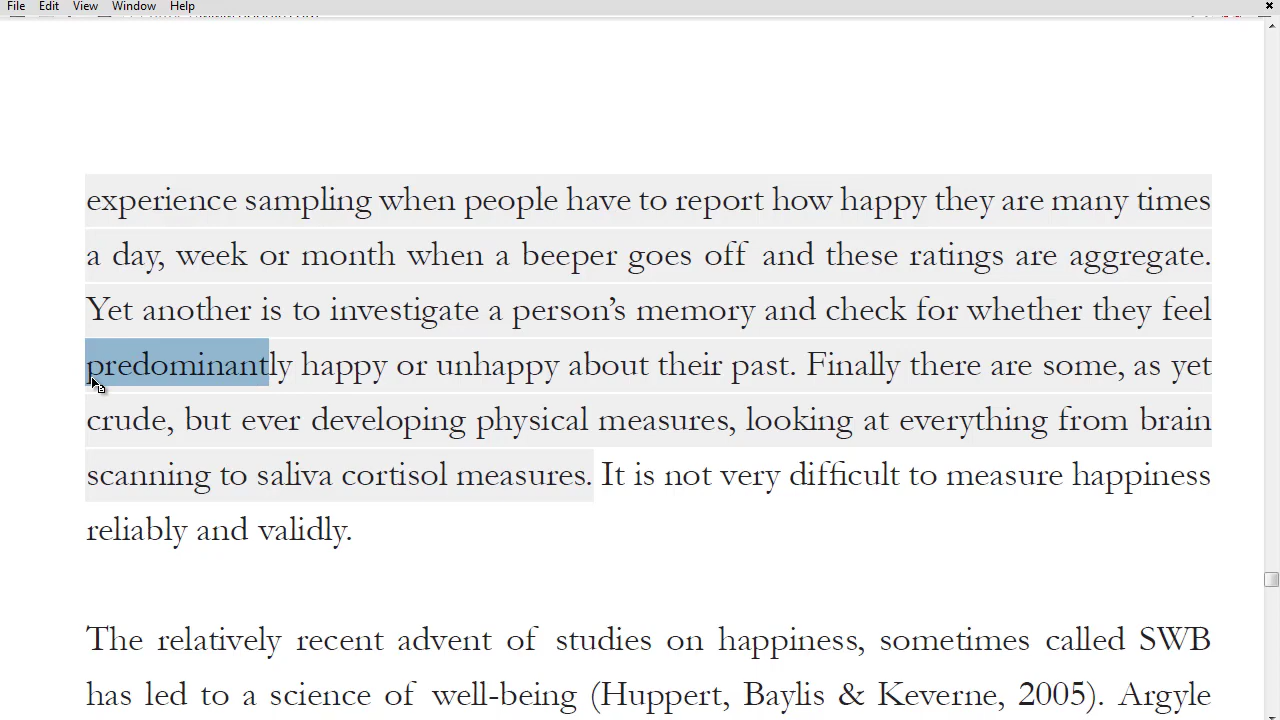 File Edit View Window Help
experience sampling when people have to report how happy they are many times
a day, week or month when a beeper goes off and these ratings are aggregate.
Yet another is to investigate a person's memory and check for whether they feel
predominantly happy or unhappy about their past. Finally there are some, as yet
crude, but ever developing physical measures, looking at everything from brain
scanning to saliva cortisol measures. It is not very difficult to measure happiness
reliably and validly.
The relatively recent advent of studies on happiness, sometimes called SWB
has led to a science of well-being (Huppert, Baylis & Keverne, 2005). Argyle